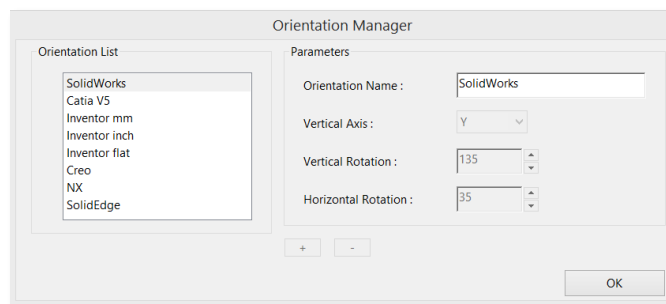 Orientation Manager
Orientation List
SolidWorks
Catia V5
Inventor mm
Inventor inch
Inventor flat
Creo
NX
SolidEdge
Parameters
Orientation Name : SolidWorks
Vertical Axis : Y
Vertical Rotation : 135
Horizontal Rotation : 35
+ -
OK